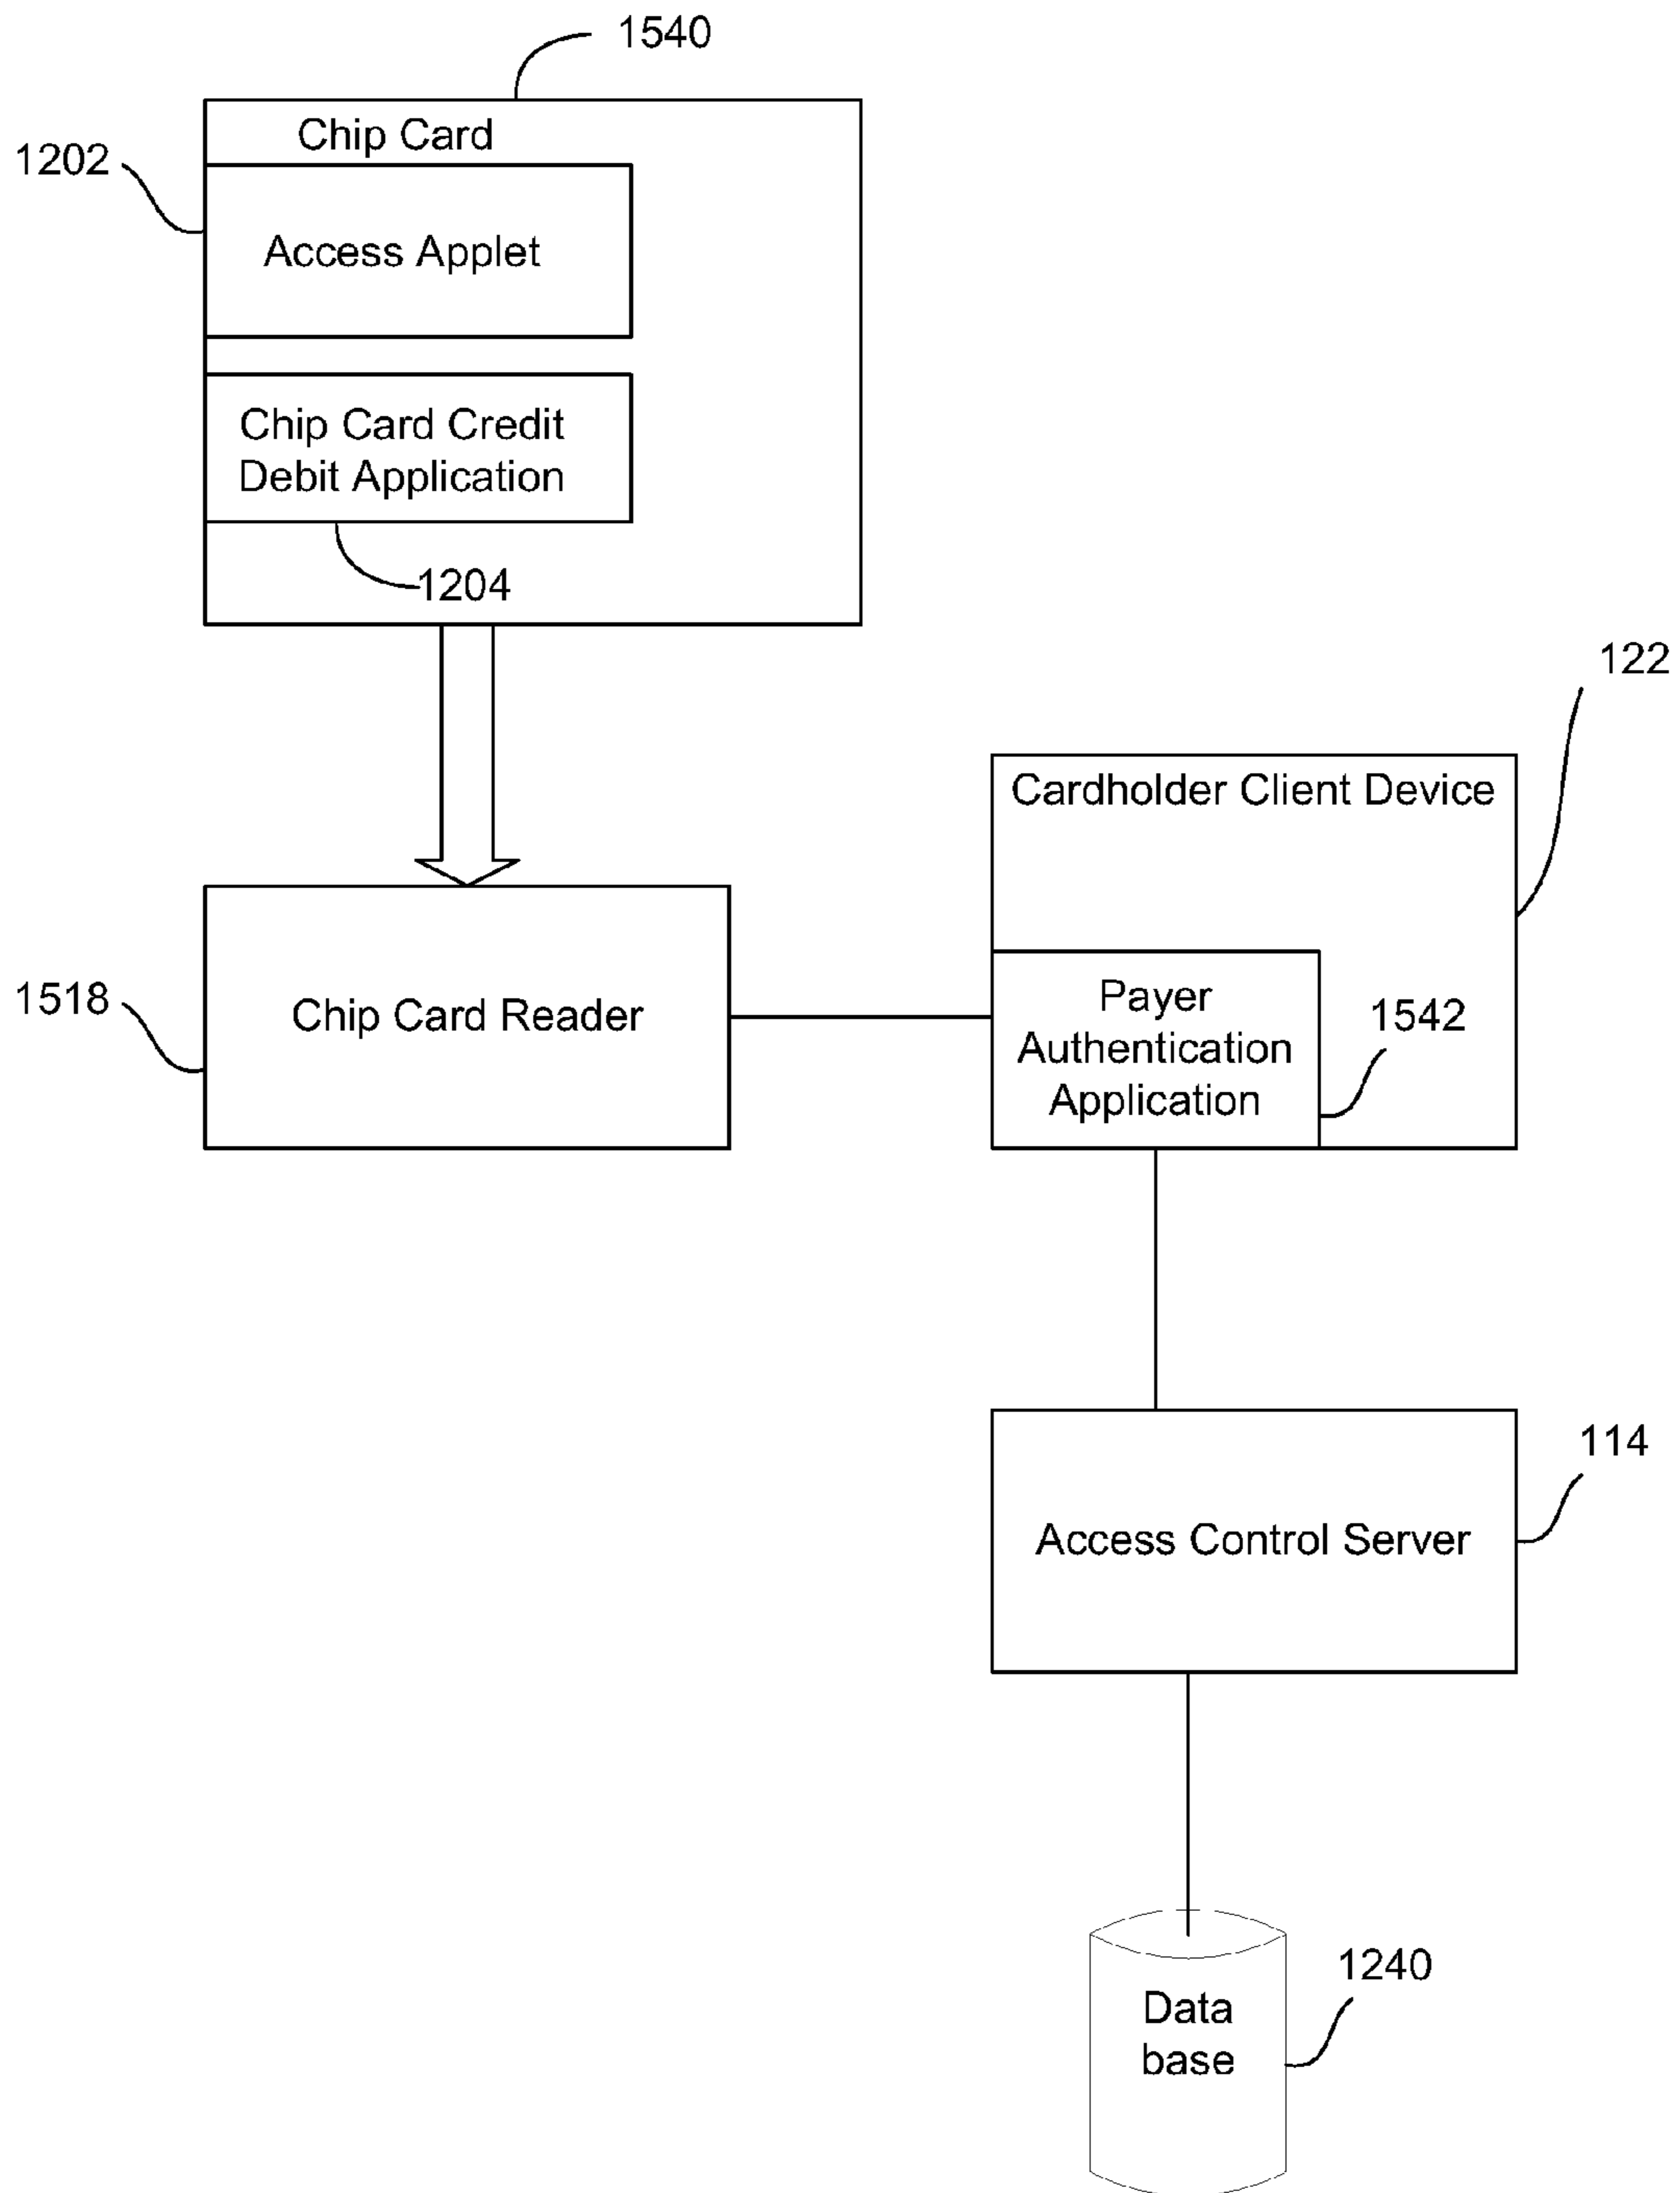 1540
Chip Card
1202
Access Applet
Chip Card Credit
Debit Application
1204
122
Cardholder Client Device
1518
Chip Card Reader
Payer
Authentication
Application
1542
114
Access Control Server
1240
Data
base